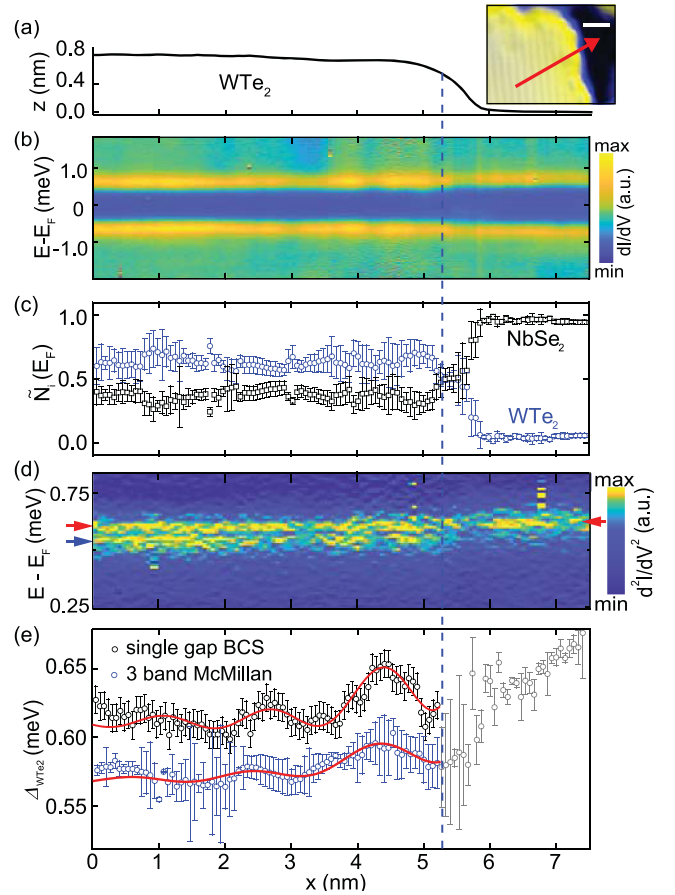 (a)
0.8
0.4
0.0
z (nm)
WTe2
(b)
1.0
0
-1.0
E-EF (meV)
max
min
dI/dV (a.u.)
(c)
1.0
0.5
0.0
Ñi (EF)
NbSe2
WTe2
(d)
0.75
0.25
E - EF (meV)
max
min
d2I/dV2 (a.u.)
(e)
single gap BCS
3 band McMillan
0.65
0.60
0.55
ΔWTe2 (meV)
0 1 2 3 4 5 6 7
x (nm)